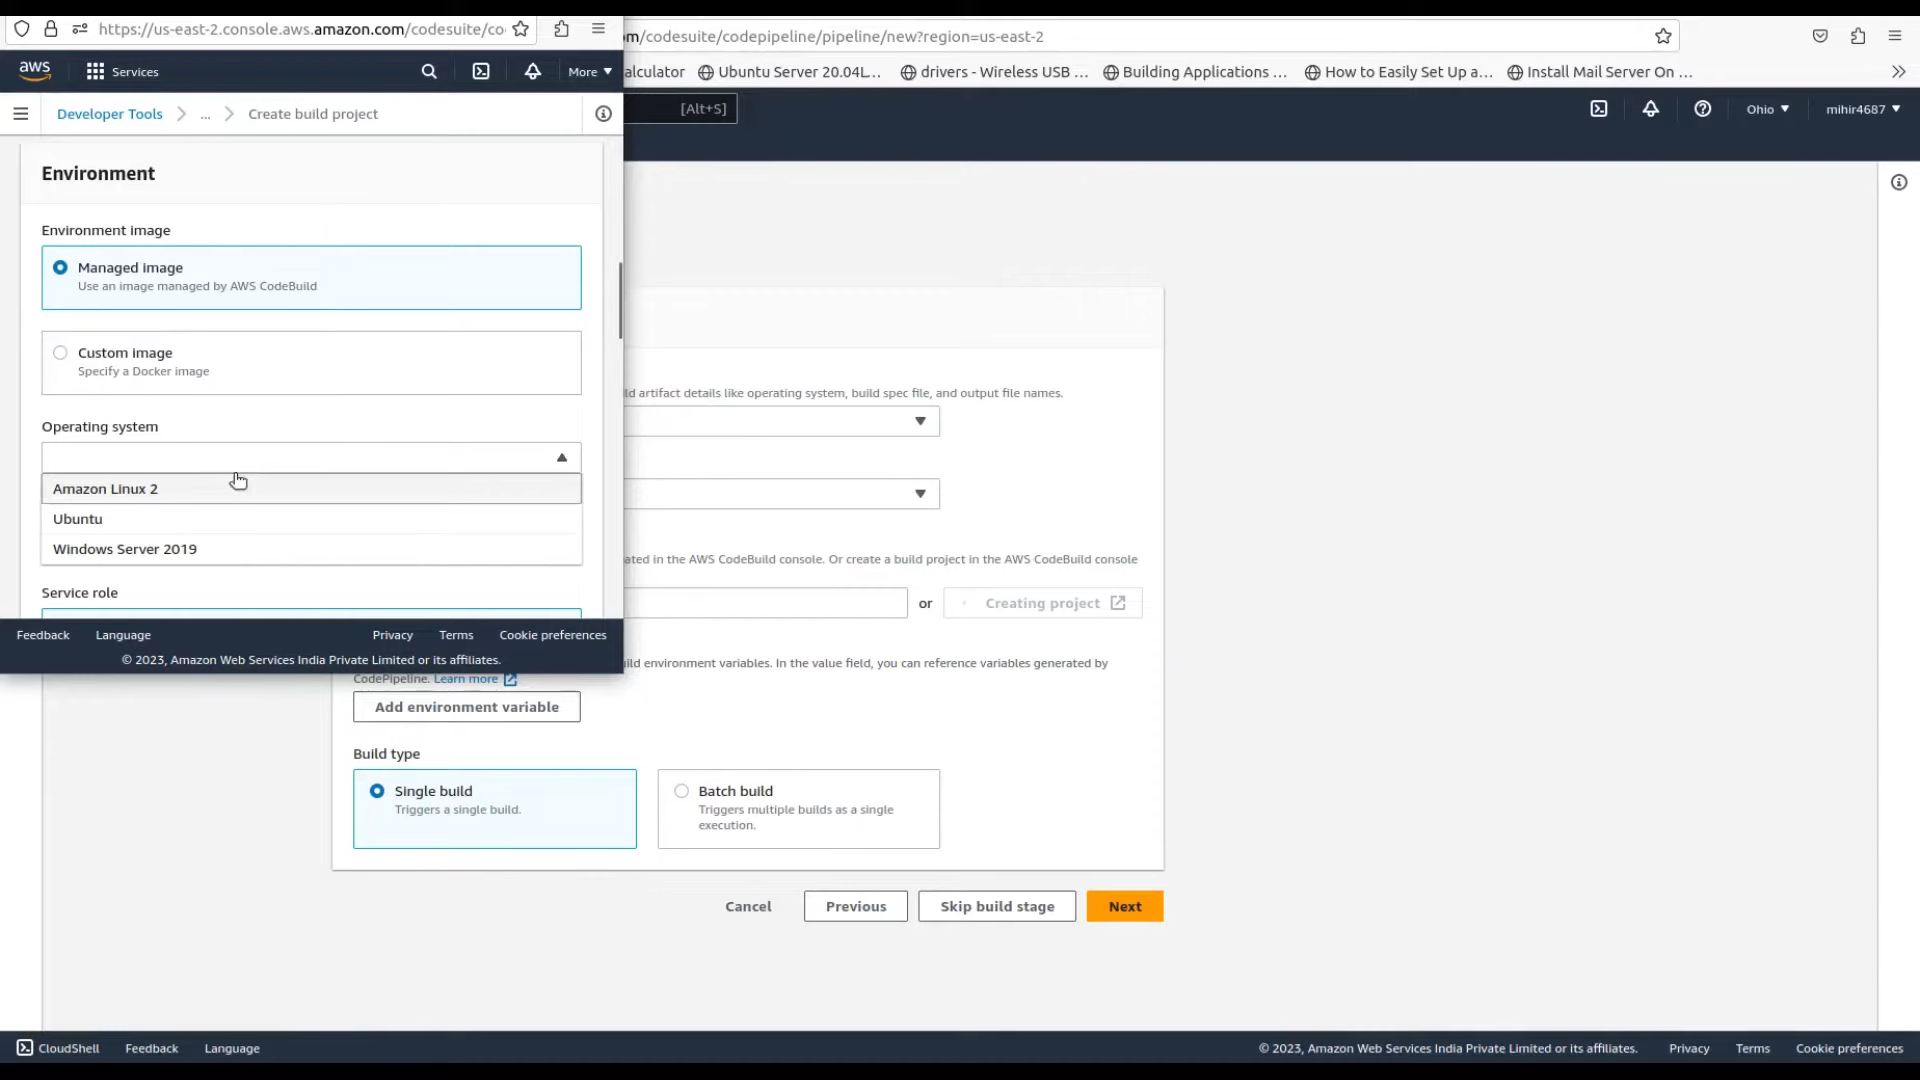 https://us-east-2.console.aws.amazon.com/codesuite/co
m/codesuite/codepipeline/pipeline/new?region=us-east-2
aws
Services
More
alculator
Ubuntu Server 20.04L...
drivers - Wireless USB ...
Building Applications ...
How to Easily Set Up a...
Install Mail Server On ...
[Alt+S]
Ohio
mihir4687
Developer Tools
...
Create build project
Environment
Environment image
Managed image
Use an image managed by AWS CodeBuild
Custom image
Specify a Docker image
Operating system
Amazon Linux 2
Ubuntu
Windows Server 2019
Service role
Feedback
Language
Privacy
Terms
Cookie preferences
© 2023, Amazon Web Services India Private Limited or its affiliates.
ld artifact details like operating system, build spec file, and output file names.
ated in the AWS CodeBuild console. Or create a build project in the AWS CodeBuild console
or
Creating project
ild environment variables. In the value field, you can reference variables generated by
CodePipeline. Learn more
Add environment variable
Build type
Single build
Triggers a single build.
Batch build
Triggers multiple builds as a single
execution.
Cancel
Previous
Skip build stage
Next
CloudShell
Feedback
Language
© 2023, Amazon Web Services India Private Limited or its affiliates.
Privacy
Terms
Cookie preferences